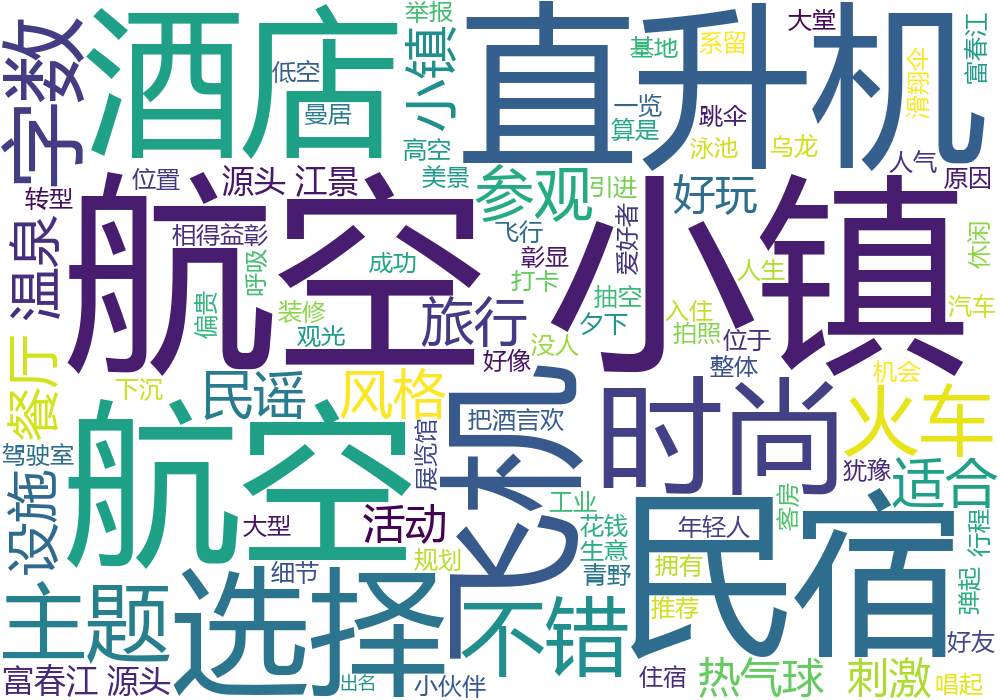 酒店
直升机
字数
举报
小镇
低空
曼居
高空
基地
系留
大堂
一览
算是
跳伞
泳池
乌龙
滑翔伞
富春江
转型
位置
源头 江景
美景
参观
引进
好玩
人气
原因
航空小镇
相得益彰
呼吸
成功
飞行
彰显
打卡
爱好者
人生
休闲
温泉
偏贵
装修
观光
旅行
抽空
夕下
入住
拍照
位于
汽车
餐厅
下沉
民谣
风格
好像
没人
整体
机会
航空
飞机
把酒言欢
时尚
火车
驾驶室
展览馆
犹豫
适合
设施
大型
活动
工业
花钱
生意
年轻人
客房
民宿
行程
主题
选择
细节
规划
不错
青野
拥有
推荐
弹起
好友
富春江 源头
出名
小伙伴
住宿
热气球
刺激
唱起